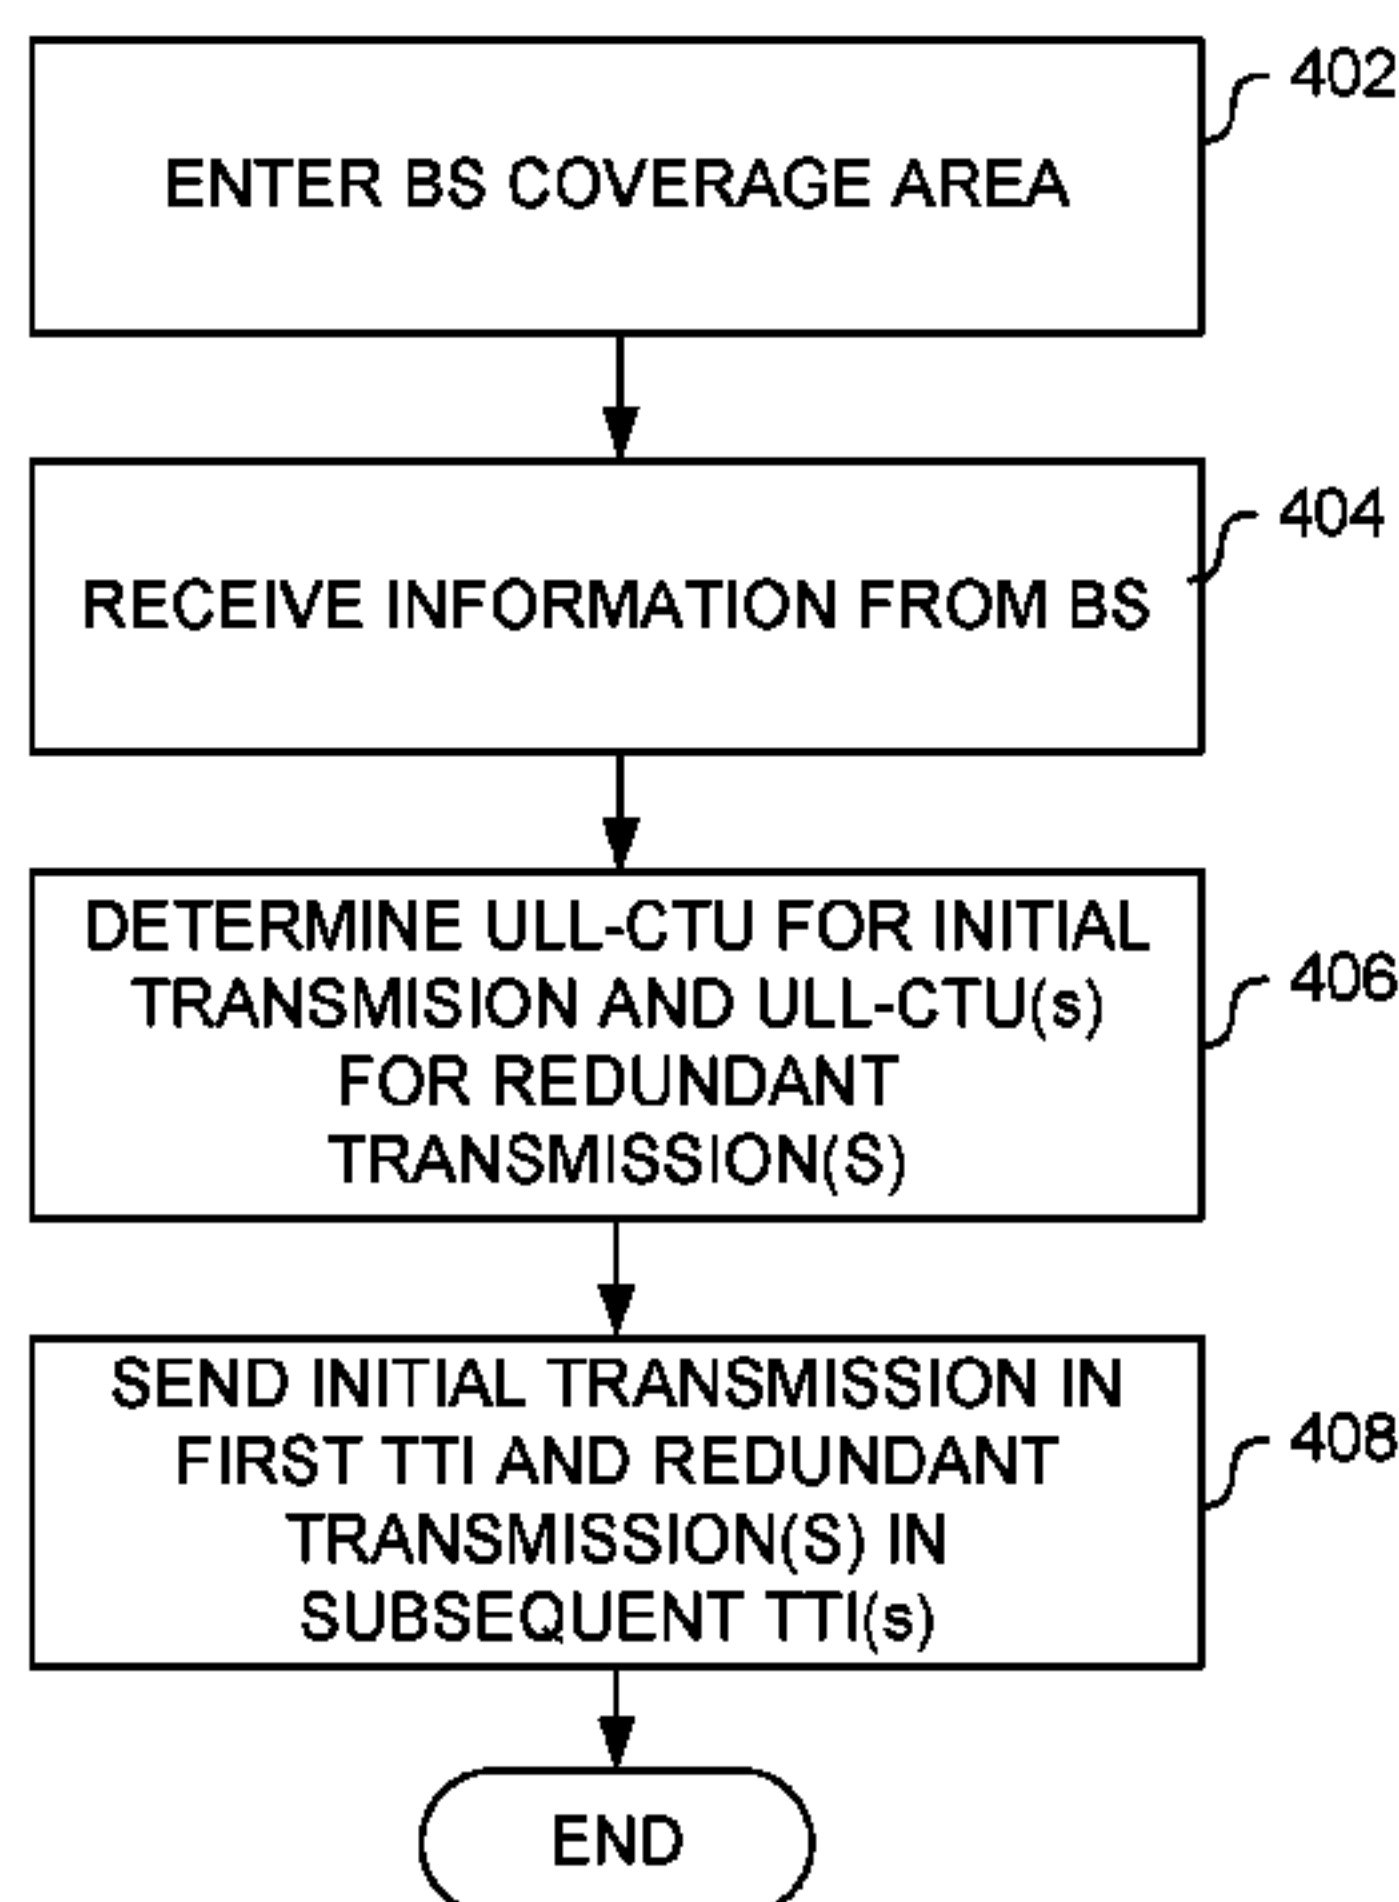 402
ENTER BS COVERAGE AREA
404
RECEIVE INFORMATION FROM BS
DETERMINE ULL-CTU FOR INITIAL
TRANSMISION AND ULL-CTU(s)
FOR REDUNDANT
TRANSMISSION(S)
406
SEND INITIAL TRANSMISSION IN
FIRST TTI AND REDUNDANT
TRANSMISSION(S) IN
SUBSEQUENT TTI(s)
408
END